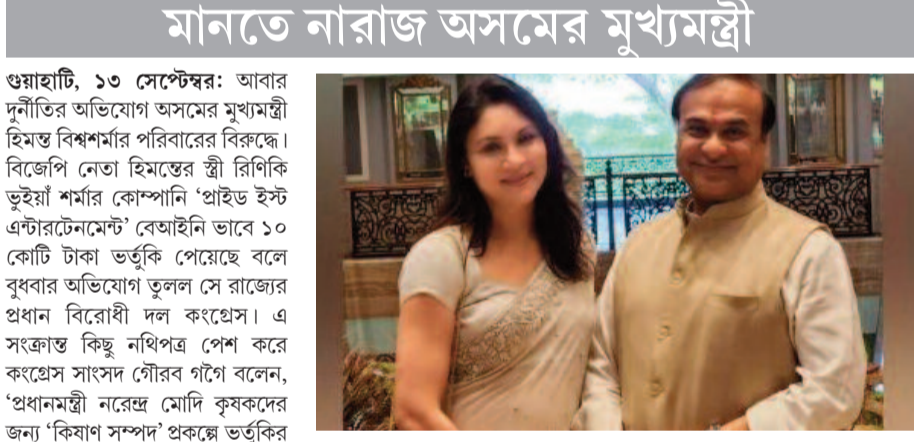 মানতে নারাজ অসমের মুখ্যমন্ত্রী
গুয়াহাটি, ১৩ সেপ্টেম্বর: আবার
দুর্নীতির অভিযোগ অসমের মুখ্যমন্ত্রী
হিমন্ত বিশ্বশর্মার পরিবারের বিরুদ্ধে।
বিজেপি নেতা হিমন্তের স্ত্রী রিণিকি
ভুইয়াঁ শর্মার কোম্পানি ‘প্রাইড ইস্ট
এন্টারটেনমেন্ট’ বেআইনি ভাবে ১০
কোটি টাকা ভর্তুকি পেয়েছে বলে
বুধবার অভিযোগ তুলল সে রাজ্যের
প্রধান বিরোধী দল কংগ্রেস। এ
সংক্রান্ত কিছু নথিপত্র পেশ করে
কংগ্রেস সাংসদ গৌরব গগৈ বলেন,
‘প্রধানমন্ত্রী নরেন্দ্র মোদি কৃষকদের
জন্য ‘কিষাণ সম্পদ’ প্রকল্পে ভর্তুকির